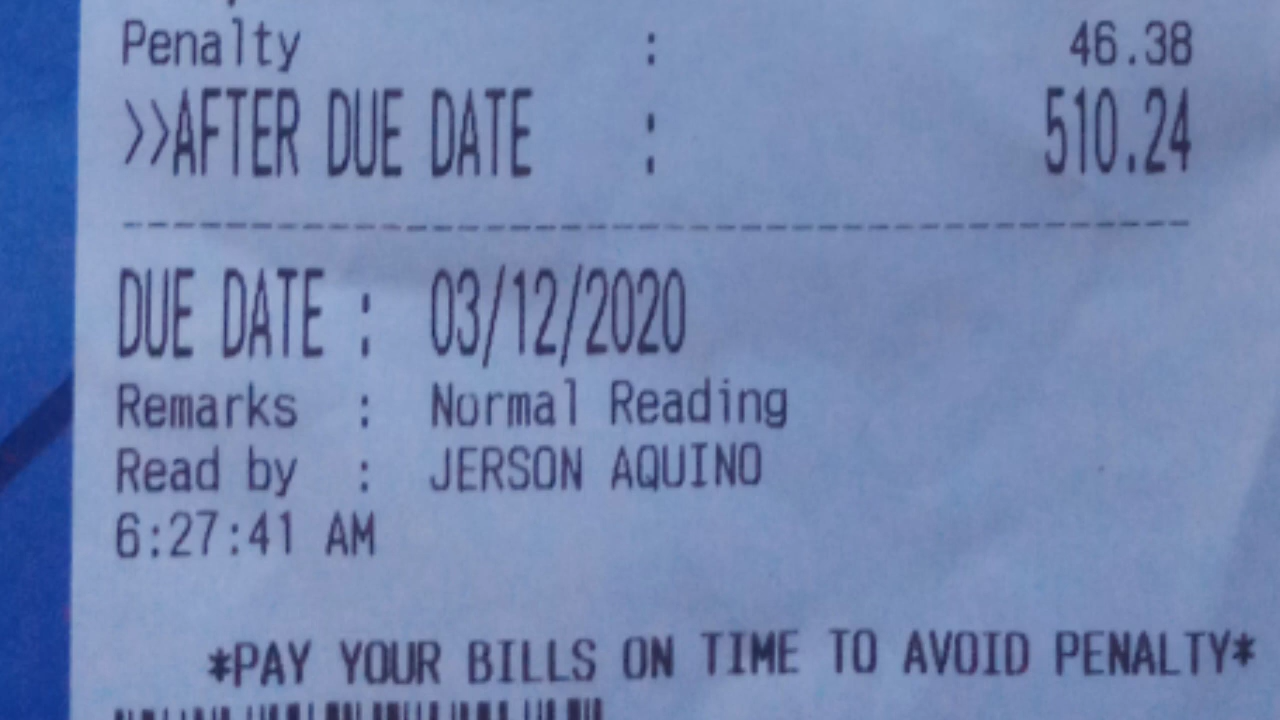 Penalty : 46.38
>>AFTER DUE DATE : 510.24
DUE DATE : 03/12/2020
Remarks : Normal Reading
Read by : JERSON AQUINO
6:27:41 AM
*PAY YOUR BILLS ON TIME TO AVOID PENALTY*